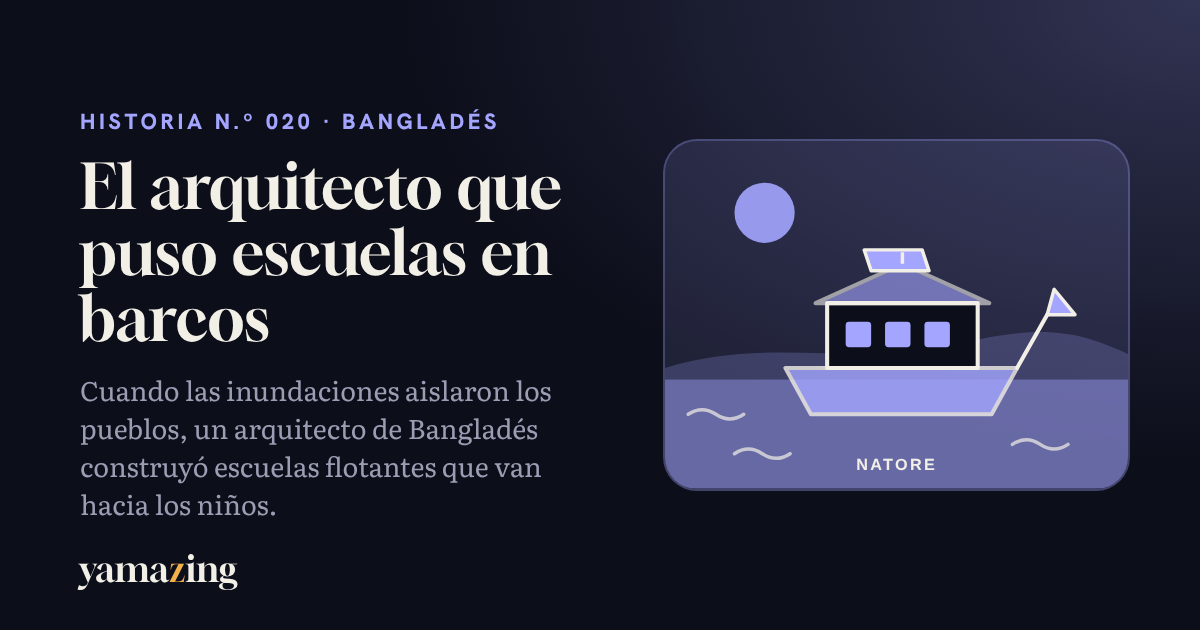 HISTORIA N.º 020 · BANGLADÉS
El arquitecto que
puso escuelas en
barcos
Cuando las inundaciones aislaron los
pueblos, un arquitecto de Bangladés
construyó escuelas flotantes que van
hacia los niños.
yamazing
NATORE